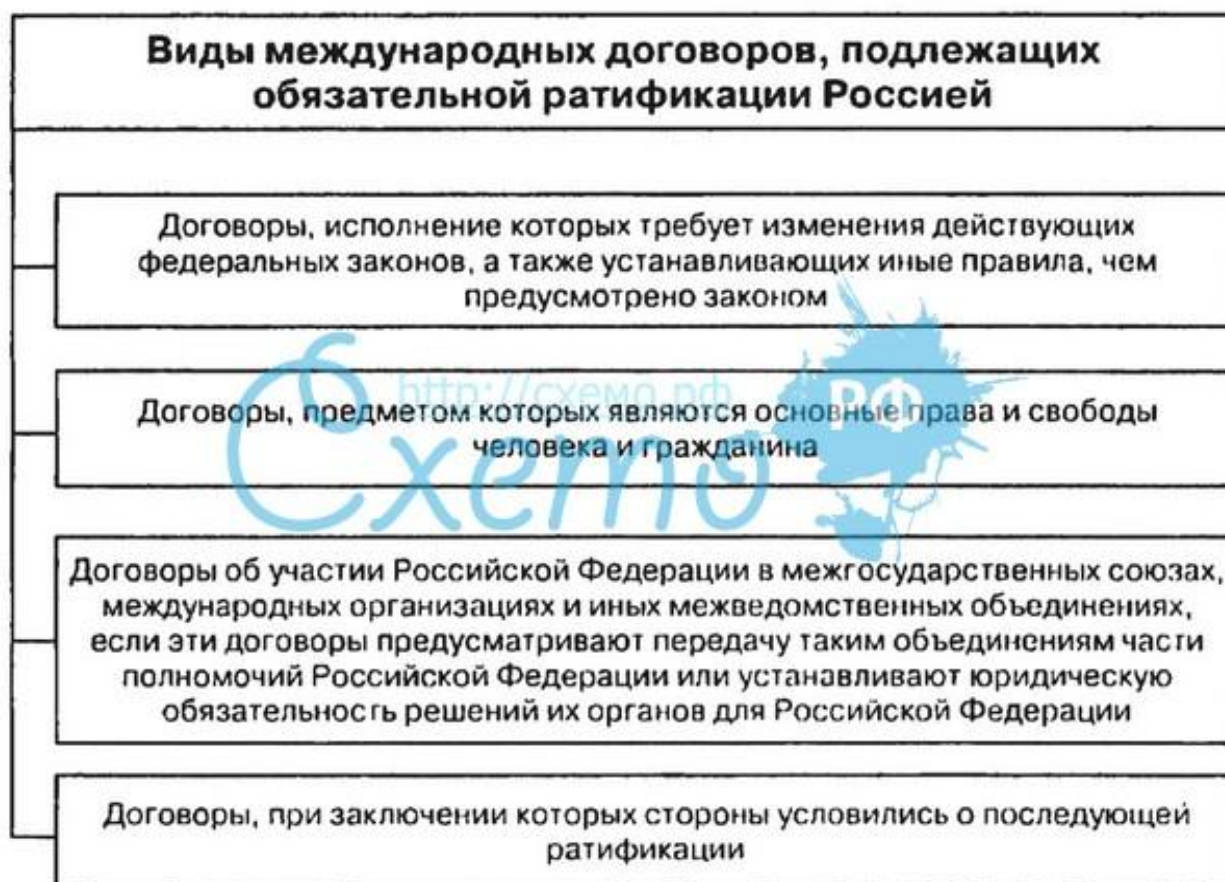 Виды международных договоров, подлежащих
обязательной ратификации Россией
Договоры, исполнение которых требует изменения действующих
федеральных законов, а также устанавливающих иные правила, чем
предусмотрено законом
http://схемо.рф
Схемо РФ
Договоры, предметом которых являются основные права и свободы
человека и гражданина
Договоры об участии Российской Федерации в межгосударственных союзах,
международных организациях и иных межведомственных объединениях,
если эти договоры предусматривают передачу таким объединениям части
полномочий Российской Федерации или устанавливают юридическую
обязательность решений их органов для Российской Федерации
Договоры, при заключении которых стороны условились о последующей
ратификации